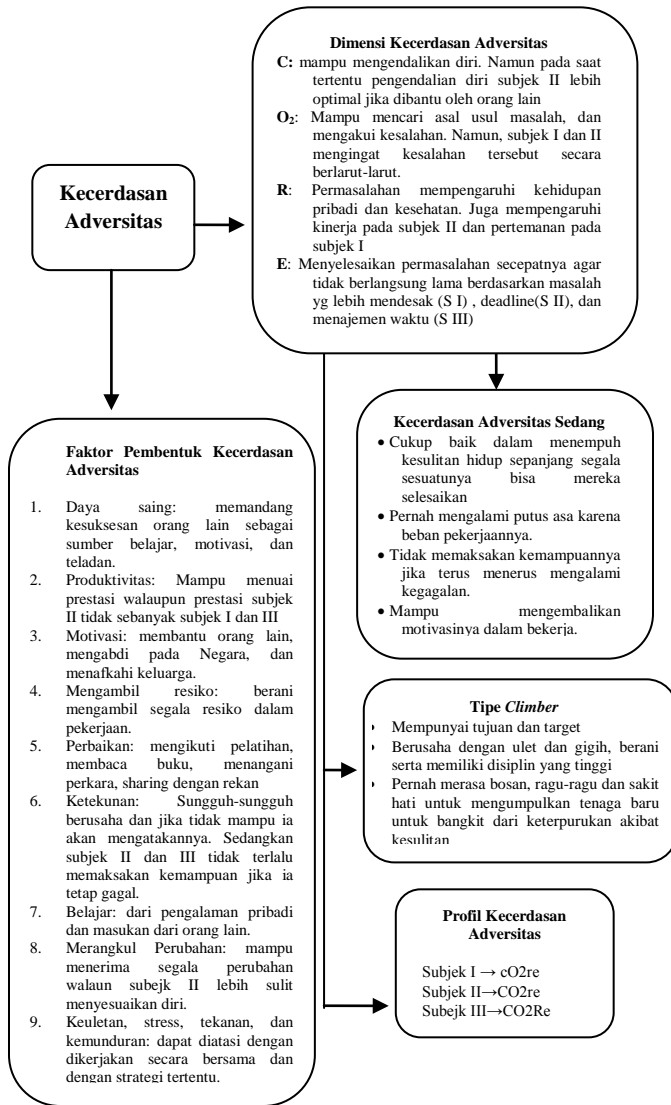 Dimensi Kecerdasan Adversitas
C: mampu mengendalikan diri. Namun pada saat
tertentu pengendalian diri subjek II lebih
optimal jika dibantu oleh orang lain
O₂: Mampu mencari asal usul masalah, dan
mengakui kesalahan. Namun, subjek I dan II
mengingat kesalahan tersebut secara
berlarut-larut.
R: Permasalahan mempengaruhi kehidupan
pribadi dan kesehatan. Juga mempengaruhi
kinerja pada subjek II dan pertemanan pada
subjek I
E: Menyelesaikan permasalahan secepatnya agar
tidak berlangsung lama berdasarkan masalah
yg lebih mendesak (S I) , deadline(S II), dan
menajemen waktu (S III)
Kecerdasan
Adversitas
Kecerdasan Adversitas Sedang
• Cukup baik dalam menempuh
kesulitan hidup sepanjang segala
sesuatunya bisa mereka
selesaikan
• Pernah mengalami putus asa karena
beban pekerjaannya.
• Tidak memaksakan kemampuannya
jika terus menerus mengalami
kegagalan.
• Mampu mengembalikan
motivasinya dalam bekerja.
Faktor Pembentuk Kecerdasan
Adversitas
1. Daya saing: memandang
kesuksesan orang lain sebagai
sumber belajar, motivasi, dan
teladan.
2. Produktivitas: Mampu menuai
prestasi walaupun prestasi subjek
II tidak sebanyak subjek I dan III
3. Motivasi: membantu orang lain,
mengabdi pada Negara, dan
menafkahi keluarga.
4. Mengambil resiko: berani
mengambil segala resiko dalam
pekerjaan.
5. Perbaikan: mengikuti pelatihan,
membaca buku, menangani
perkara, sharing dengan rekan
6. Ketekunan: Sungguh-sungguh
berusaha dan jika tidak mampu ia
akan mengatakannya. Sedangkan
subjek II dan III tidak terlalu
memaksakan kemampuan jika ia
tetap gagal.
7. Belajar: dari pengalaman pribadi
dan masukan dari orang lain.
8. Merangkul Perubahan: mampu
menerima segala perubahan
walaun subejk II lebih sulit
menyesuaikan diri.
9. Keuletan, stress, tekanan, dan
kemunduran: dapat diatasi dengan
dikerjakan secara bersama dan
dengan strategi tertentu.
Tipe Climber
Mempunyai tujuan dan target
Berusaha dengan ulet dan gigih, berani
serta memiliki disiplin yang tinggi
Pernah merasa bosan, ragu-ragu dan sakit
hati untuk mengumpulkan tenaga baru
untuk bangkit dari keterpurukan akibat
kesulitan
Profil Kecerdasan
Adversitas
Subjek I → cO2re
Subjek II→CO2re
Subejk III→CO2Re